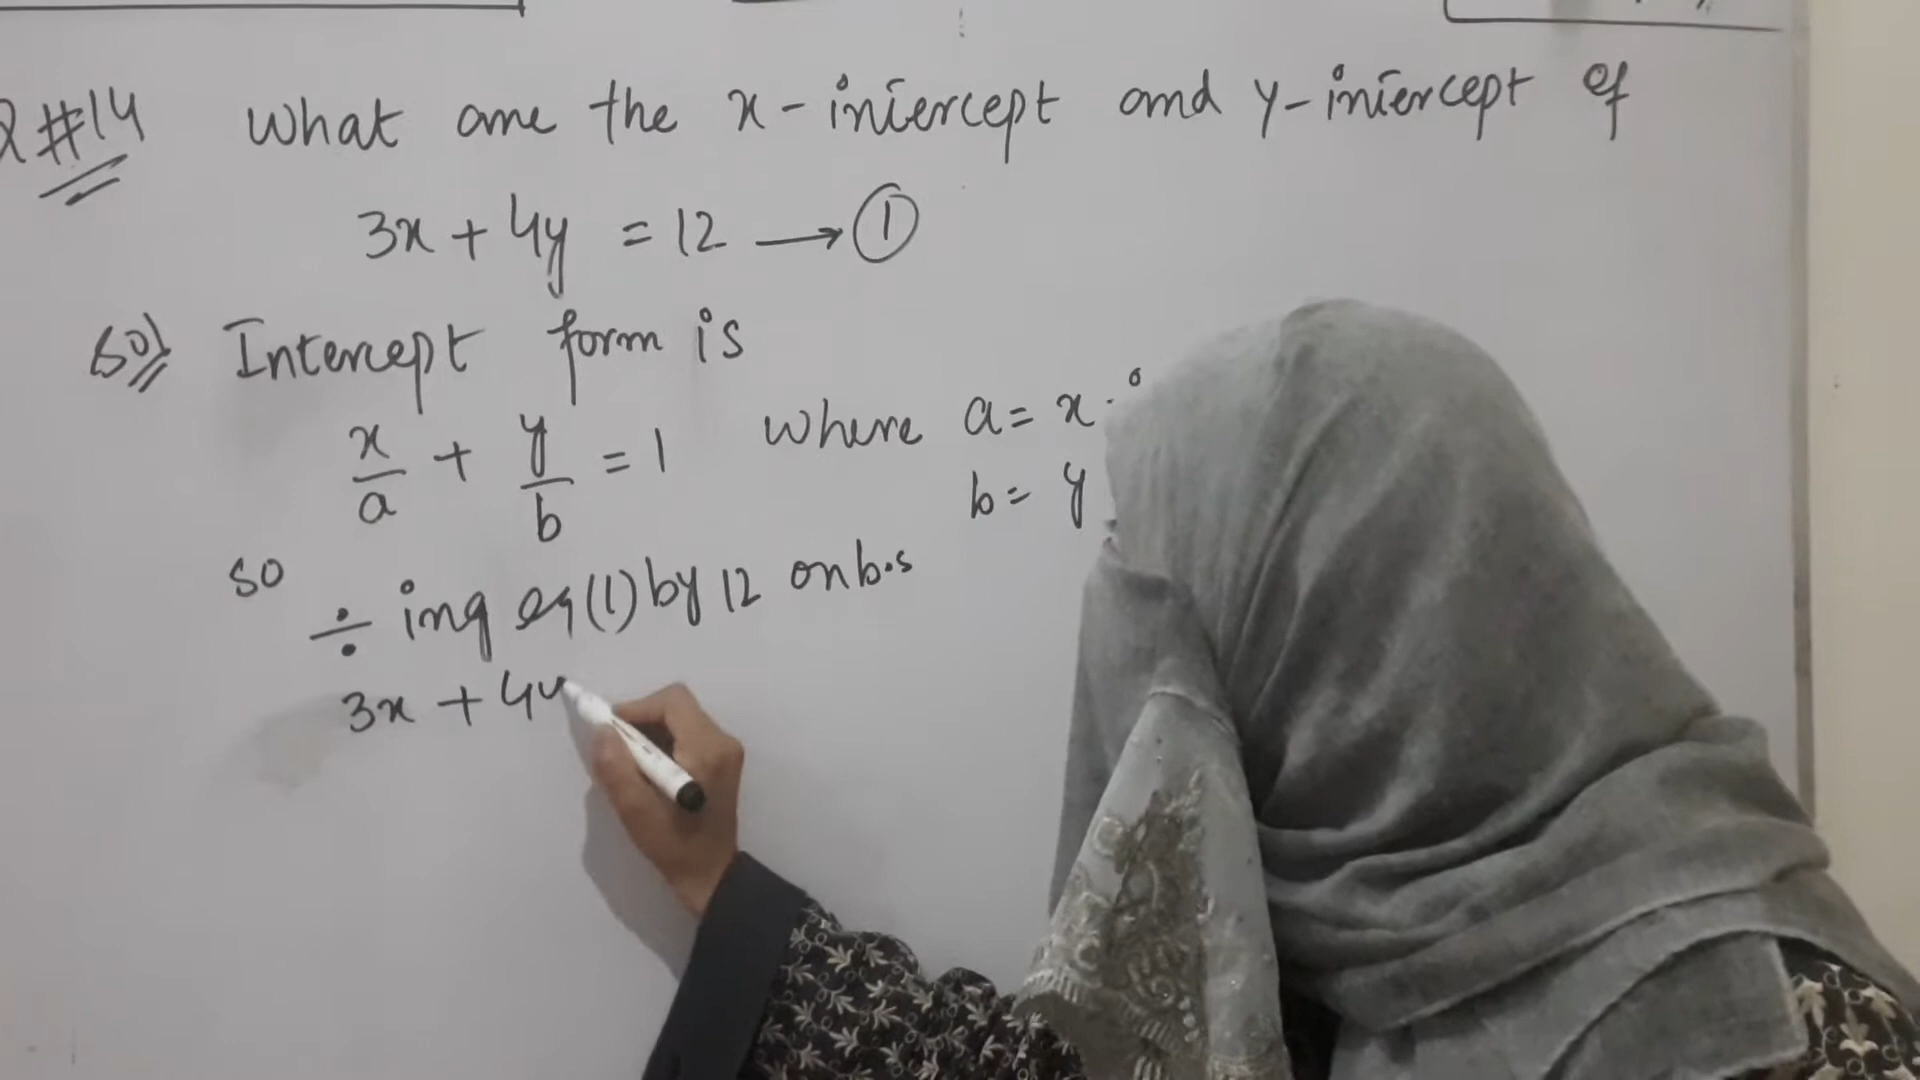 Q#14 What are the x-intercept and y-intercept of
3x + 4y = 12 → ①
Sol Intercept form is
x/a + y/b = 1 where a = x-i
b = y
so ÷ ing eq(1) by 12 on b.s
3x + 4y